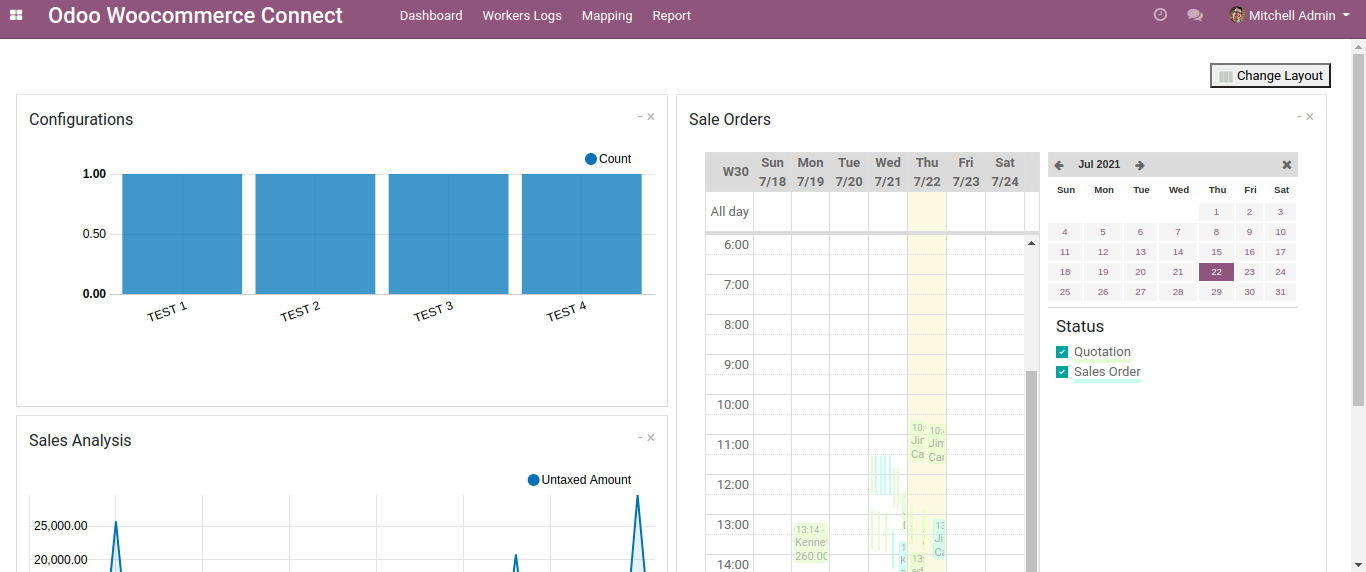 Odoo Woocommerce Connect Dashboard Workers Logs Mapping Report Mitchell Admin
Change Layout
Configurations - ×
Count
1.00
0.50
0.00
TEST 1 TEST 2 TEST 3 TEST 4
Sales Analysis - ×
Untaxed Amount
25,000.00
20,000.00
Sale Orders - ×
W30 Sun 7/18 Mon 7/19 Tue 7/20 Wed 7/21 Thu 7/22 Fri 7/23 Sat 7/24
All day
6:00
7:00
8:00
9:00
10:00
10: 10:
Jim Jim
Ca Car
11:00
12:00
13:00
13:14 -
Kenne
260.00
14:00
Jul 2021 ×
Sun Mon Tue Wed Thu Fri Sat
1 2 3
4 5 6 7 8 9 10
11 12 13 14 15 16 17
18 19 20 21 22 23 24
25 26 27 28 29 30 31
Status
Quotation
Sales Order